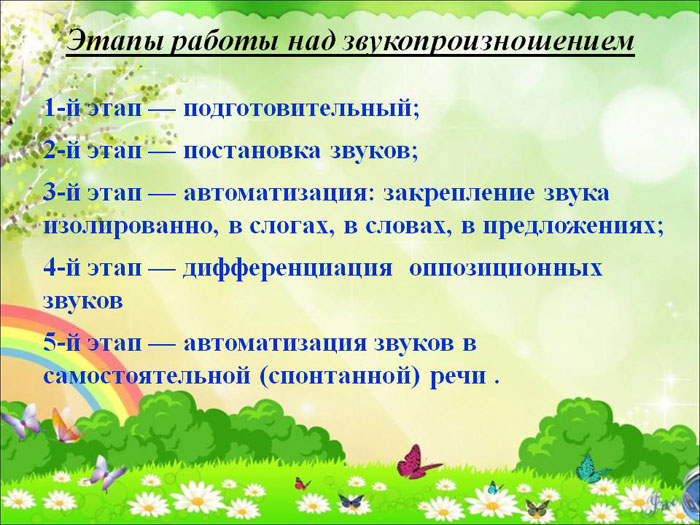 Этапы работы над звукопроизношением
1-й этап — подготовительный;
2-й этап — постановка звуков;
3-й этап — автоматизация: закрепление звука
изолированно, в слогах, в словах, в предложениях;
4-й этап — дифференциация оппозиционных
звуков
5-й этап — автоматизация звуков в
самостоятельной (спонтанной) речи .